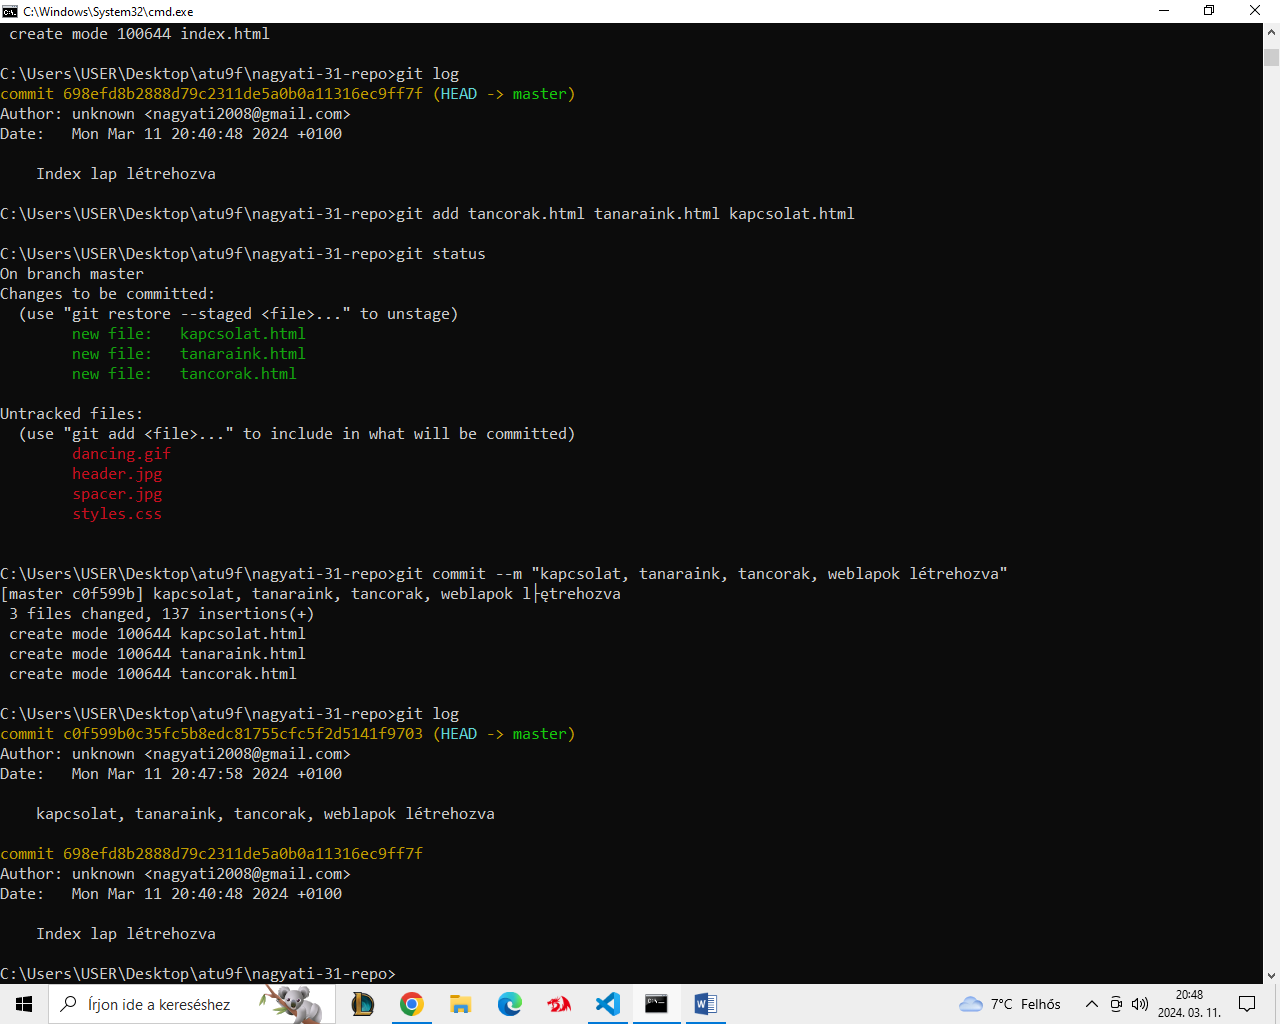 C:\Windows\System32\cmd.exe
 create mode 100644 index.html
C:\Users\USER\Desktop\atu9f\nagyati-31-repo>git log
commit 698efd8b2888d79c2311de5a0b0a11316ec9ff7f (HEAD -> master)
Author: unknown <nagyati2008@gmail.com>
Date:   Mon Mar 11 20:40:48 2024 +0100
    Index lap létrehozva
C:\Users\USER\Desktop\atu9f\nagyati-31-repo>git add tancorak.html tanaraink.html kapcsolat.html
C:\Users\USER\Desktop\atu9f\nagyati-31-repo>git status
On branch master
Changes to be committed:
  (use "git restore --staged <file>..." to unstage)
        new file:   kapcsolat.html
        new file:   tanaraink.html
        new file:   tancorak.html
Untracked files:
  (use "git add <file>..." to include in what will be committed)
        dancing.gif
        header.jpg
        spacer.jpg
        styles.css
C:\Users\USER\Desktop\atu9f\nagyati-31-repo>git commit --m "kapcsolat, tanaraink, tancorak, weblapok létrehozva"
[master c0f599b] kapcsolat, tanaraink, tancorak, weblapok l├ętrehozva
 3 files changed, 137 insertions(+)
 create mode 100644 kapcsolat.html
 create mode 100644 tanaraink.html
 create mode 100644 tancorak.html
C:\Users\USER\Desktop\atu9f\nagyati-31-repo>git log
commit c0f599b0c35fc5b8edc81755cfc5f2d5141f9703 (HEAD -> master)
Author: unknown <nagyati2008@gmail.com>
Date:   Mon Mar 11 20:47:58 2024 +0100
    kapcsolat, tanaraink, tancorak, weblapok létrehozva
commit 698efd8b2888d79c2311de5a0b0a11316ec9ff7f
Author: unknown <nagyati2008@gmail.com>
Date:   Mon Mar 11 20:40:48 2024 +0100
    Index lap létrehozva
C:\Users\USER\Desktop\atu9f\nagyati-31-repo>
Írjon ide a kereséshez
7°C Felhős
20:48
2024. 03. 11.